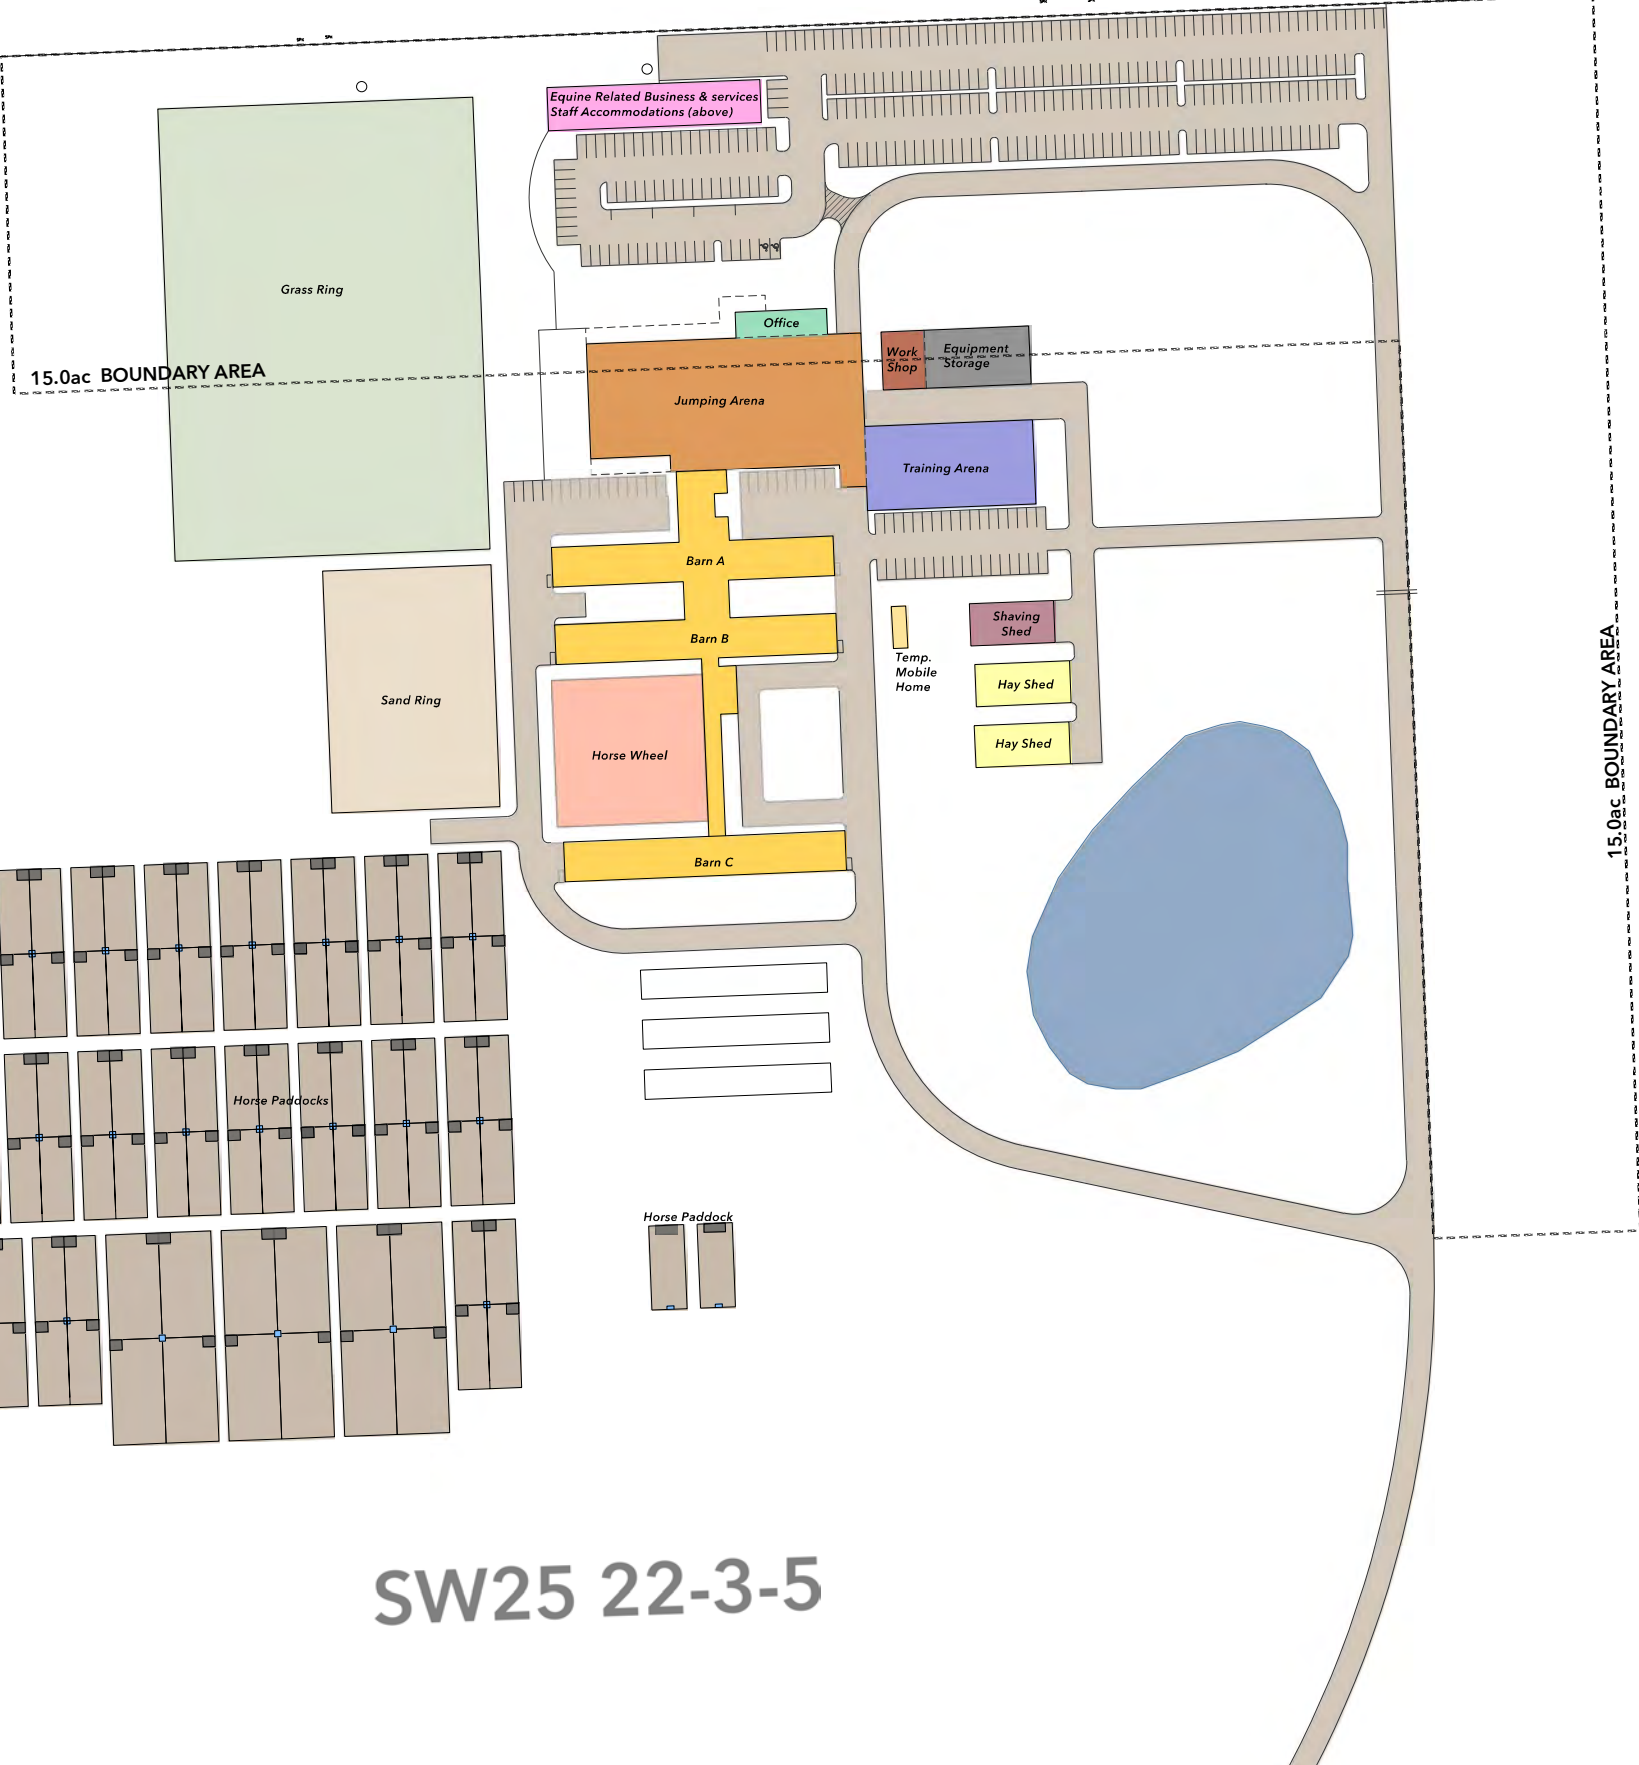 Equine Related Business & services
Staff Accommodations (above)
Grass Ring
Office
Work
Shop
Equipment
Storage
15.0ac BOUNDARY AREA
Jumping Arena
Training Arena
Barn A
Shaving
Shed
Barn B
Temp.
Mobile
Home
Hay Shed
Sand Ring
Hay Shed
Horse Wheel
15.0ac BOUNDARY AREA
Barn C
Horse Paddocks
Horse Paddock
SW25 22-3-5